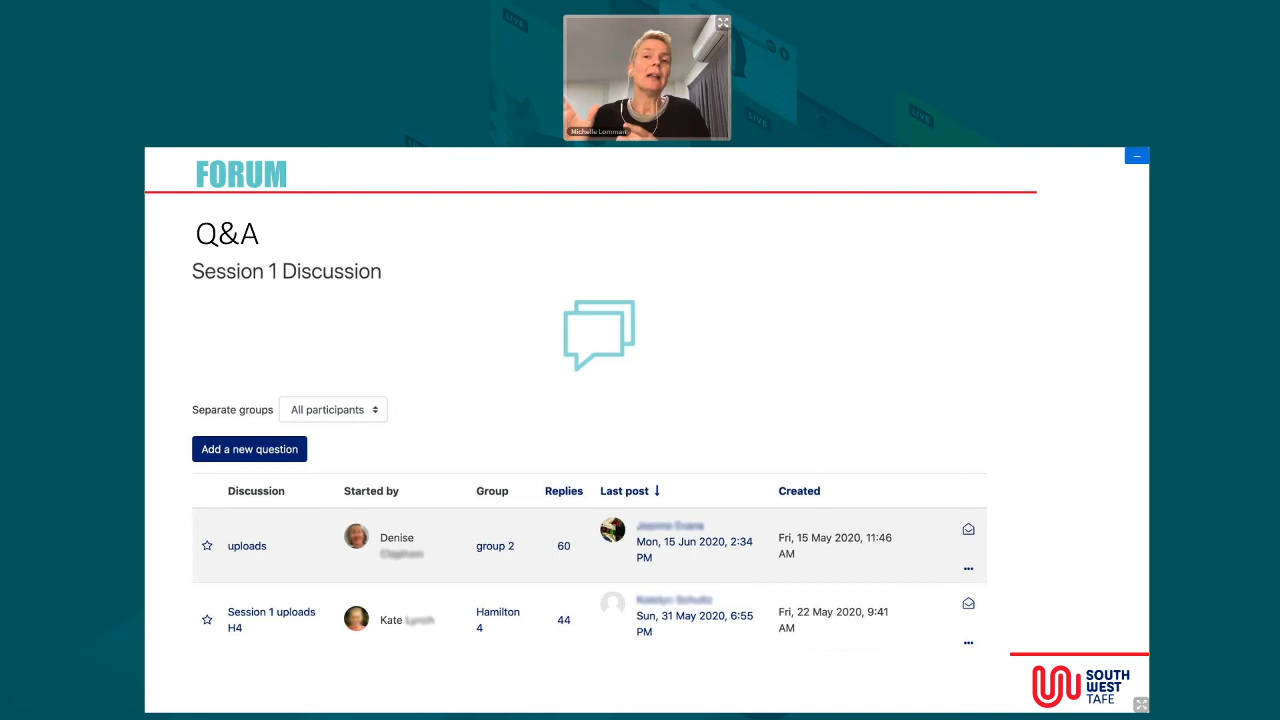 LIVE
LIVE
LIVE
Michelle Lomman
FORUM
Q&A
Session 1 Discussion
Separate groups
All participants
Add a new question
Discussion
Started by
Group
Replies
Last post ↓
Created
uploads
Denise
group 2
60
Mon, 15 Jun 2020, 2:34
PM
Fri, 15 May 2020, 11:46
AM
Session 1 uploads
H4
Kate
Hamilton
4
44
Sun, 31 May 2020, 6:55
PM
Fri, 22 May 2020, 9:41
AM
SOUTH
WEST
TAFE